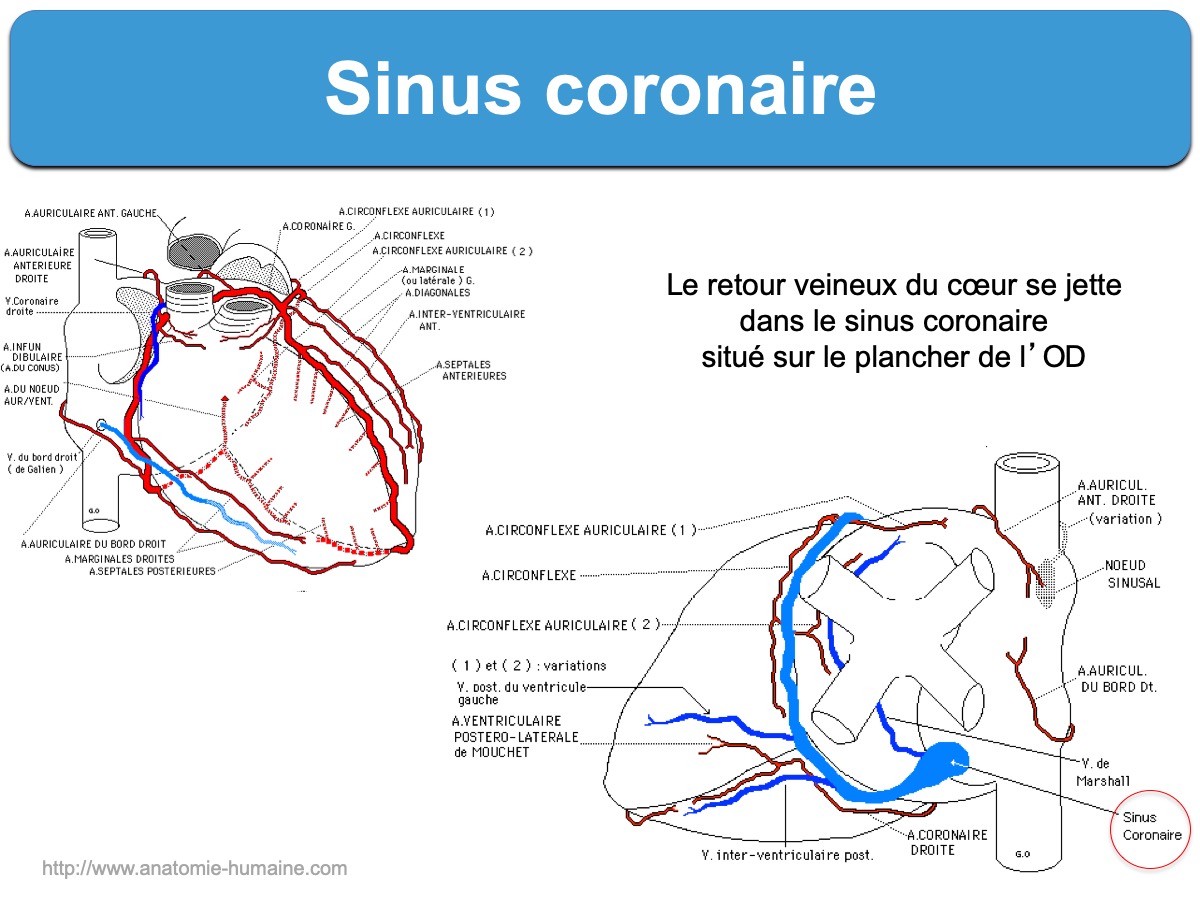 Sinus coronaire
A.AURICULAIRE ANT. GAUCHE
A.CIRCONFLEXE AURICULAIRE (1)
A.CORONAIRE G.
A.CIRCONFLEXE
A.CIRCONFLEXE AURICULAIRE (2)
A.AURICULAIRE
ANTERIEURE
DROITE
A.MARGINALE
(ou latérale) G.
A.DIAGONALES
V.Coronaire
droite
A.INTER-VENTRICULAIRE
ANT.
A.INFUN
DIBULAIRE
(A.DU CONUS)
A.SEPTALES
ANTERIEURES
A.DU NOEUD
AUR/VENT.
V. du bord droit
(de Galien)
G.O
A.AURICULAIRE DU BORD DROIT
A.MARGINALES DROITES
A.SEPTALES POSTERIEURES
Le retour veineux du cœur se jette
dans le sinus coronaire
situé sur le plancher de l’OD
A.AURICUL.
ANT. DROITE
(variation)
A.CIRCONFLEXE AURICULAIRE (1)
NOEUD
SINUSAL
A.CIRCONFLEXE
A.CIRCONFLEXE AURICULAIRE (2)
(1) et (2) : variations
V. post. du ventricule
gauche
A.AURICUL.
DU BORD Dt.
A.VENTRICULAIRE
POSTERO-LATERALE
de MOUCHET
V. de
Marshall
Sinus
Coronaire
A.CORONAIRE
DROITE
V. inter-ventriculaire post.
G.O
http://www.anatomie-humaine.com